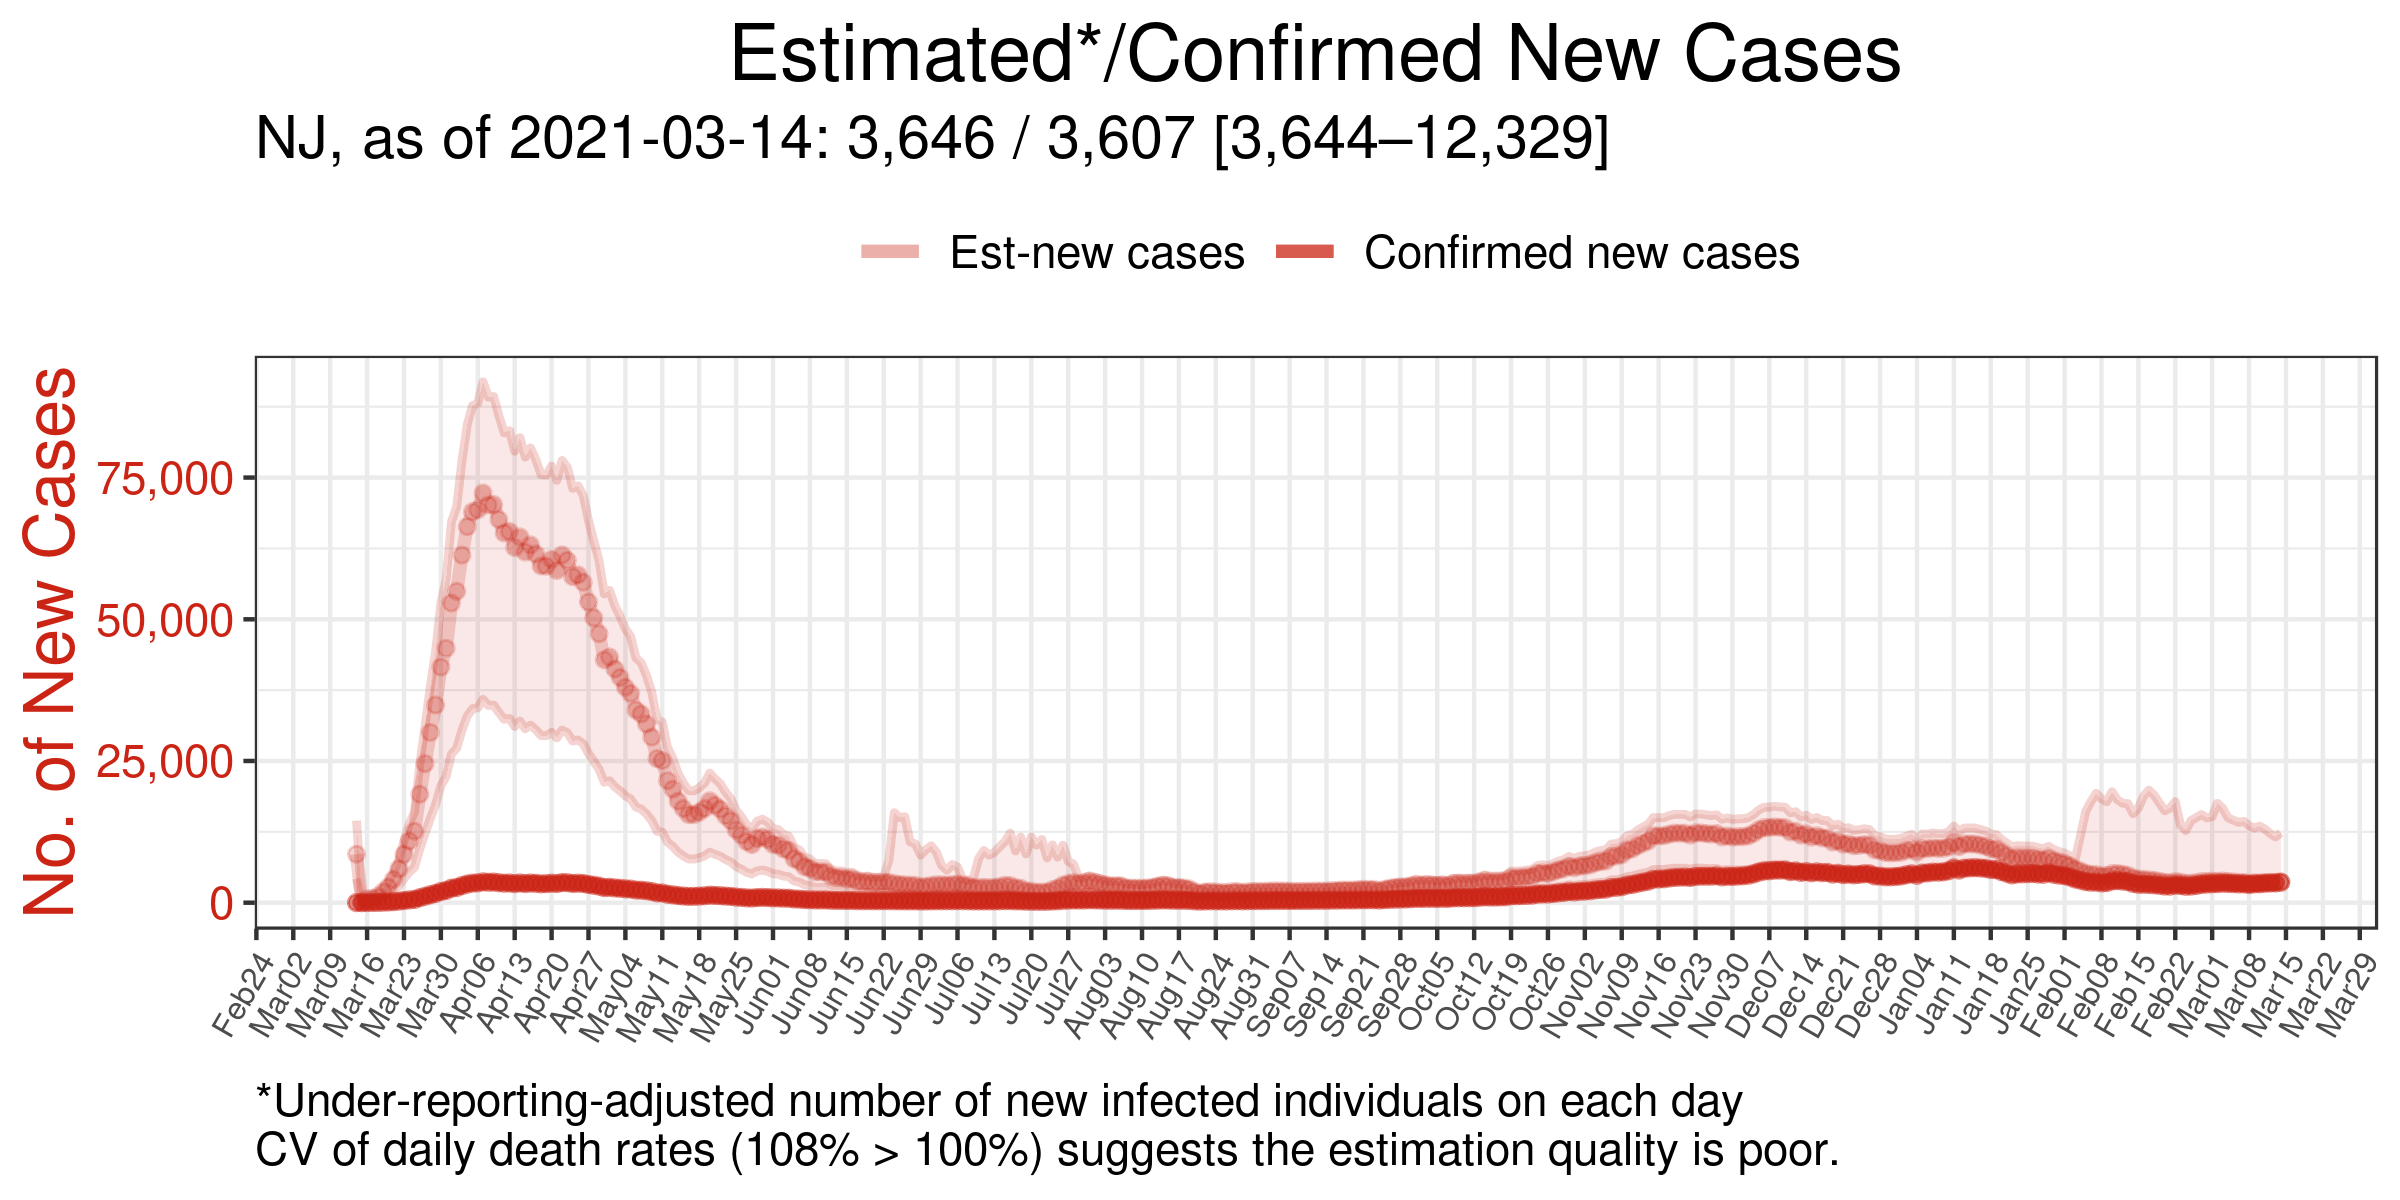 Estimated*/Confirmed New Cases
NJ, as of 2021-03-14: 3,646 / 3,607 [3,644–12,329]
Est-new cases
Confirmed new cases
No. of New Cases
75,000
50,000
25,000
0
Feb24
Mar02
Mar09
Mar16
Mar23
Mar30
Apr06
Apr13
Apr20
Apr27
May04
May11
May18
May25
Jun01
Jun08
Jun15
Jun22
Jun29
Jul06
Jul13
Jul20
Jul27
Aug03
Aug10
Aug17
Aug24
Aug31
Sep07
Sep14
Sep21
Sep28
Oct05
Oct12
Oct19
Oct26
Nov02
Nov09
Nov16
Nov23
Nov30
Dec07
Dec14
Dec21
Dec28
Jan04
Jan11
Jan18
Jan25
Feb01
Feb08
Feb15
Feb22
Mar01
Mar08
Mar15
Mar22
Mar29
*Under-reporting-adjusted number of new infected individuals on each day
CV of daily death rates (108% > 100%) suggests the estimation quality is poor.